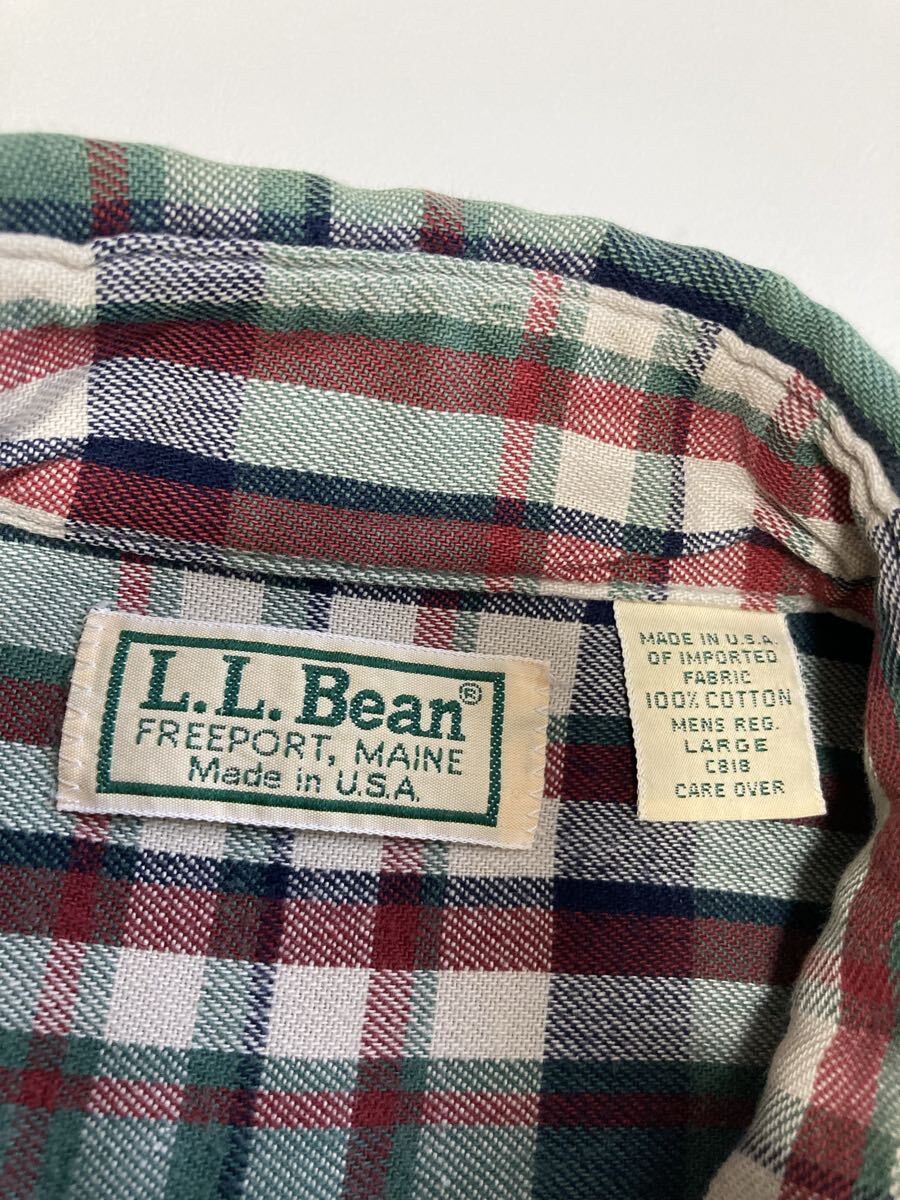 L.L.Bean®
FREEPORT, MAINE
Made in U.S.A.
MADE IN U.S.A.
OF IMPORTED
FABRIC
100% COTTON
MENS REG.
LARGE
C818
CARE OVER